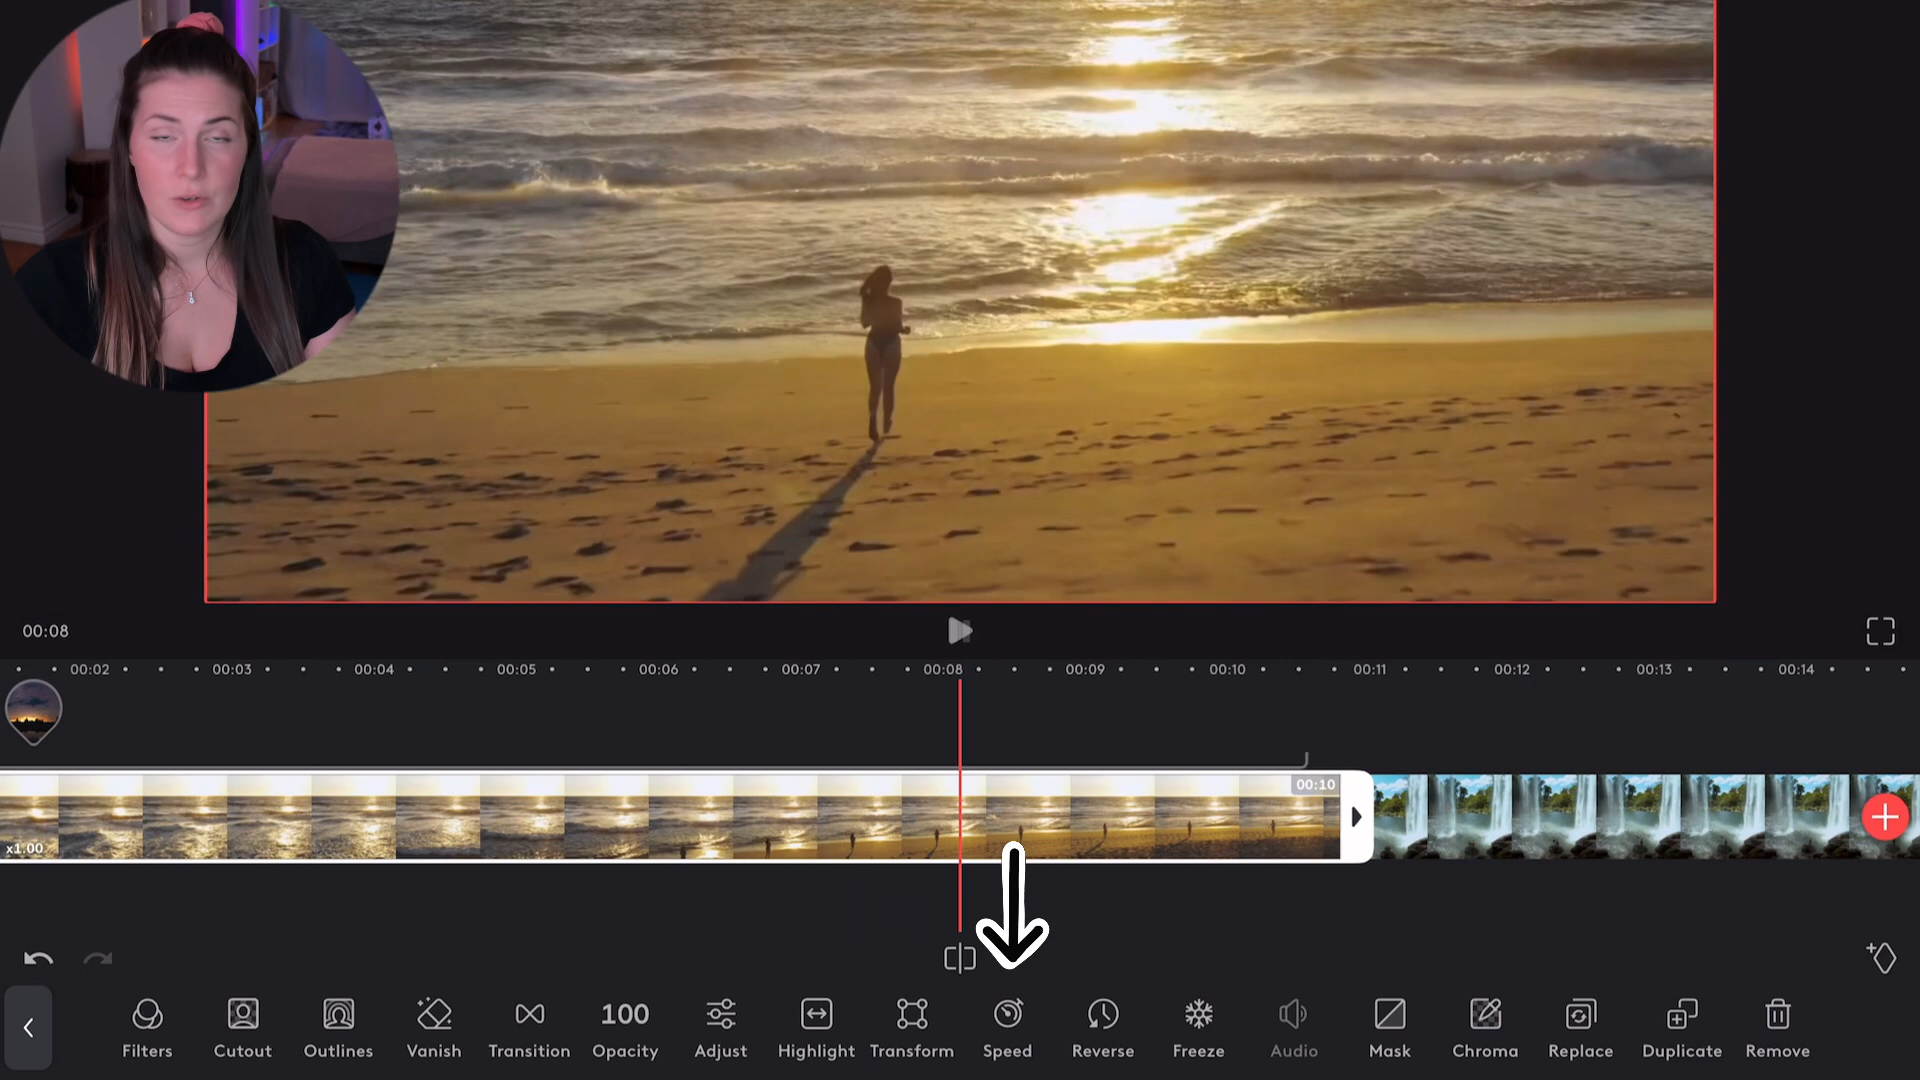 00:08
00:02 00:03 00:04 00:05 00:06 00:07 00:08 00:09 00:10 00:11 00:12 00:13 00:14
00:10
x1.00
100
Filters Cutout Outlines Vanish Transition Opacity Adjust Highlight Transform Speed Reverse Freeze Audio Mask Chroma Replace Duplicate Remove